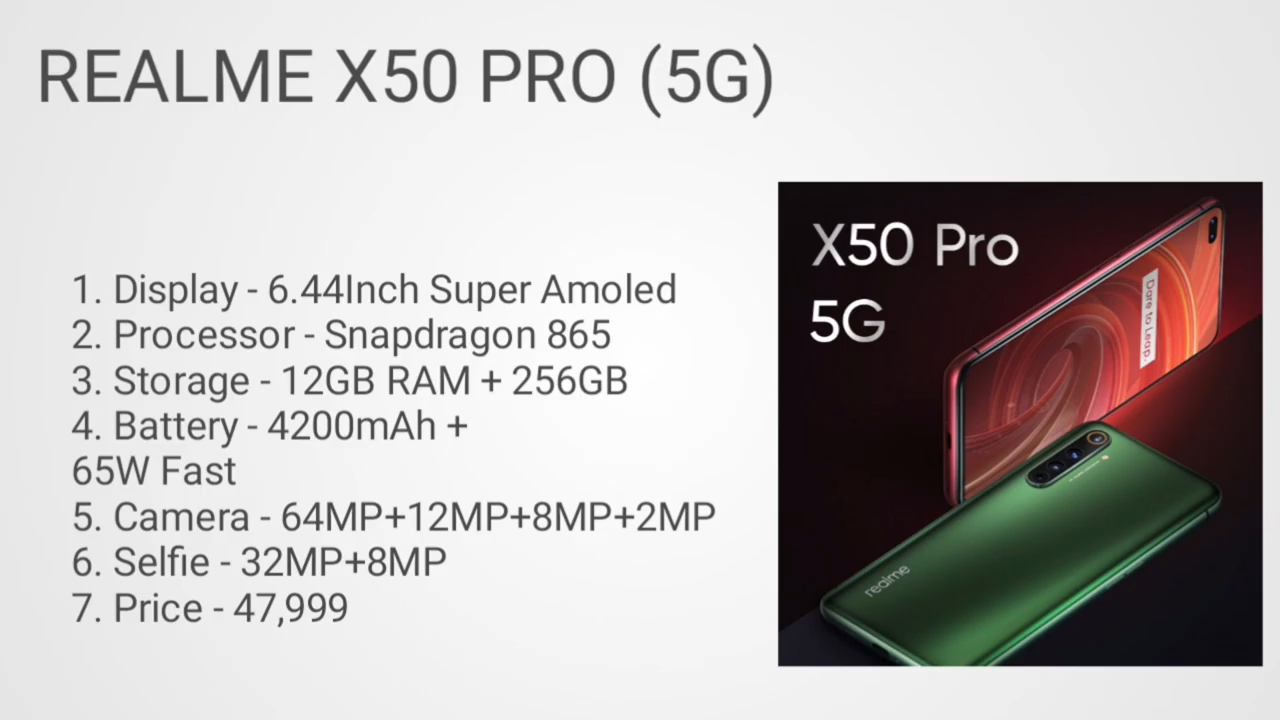 REALME X50 PRO (5G)
1. Display - 6.44Inch Super Amoled
2. Processor - Snapdragon 865
3. Storage - 12GB RAM + 256GB
4. Battery - 4200mAh +
65W Fast
5. Camera - 64MP+12MP+8MP+2MP
6. Selfie - 32MP+8MP
7. Price - 47,999
X50 Pro
5G
Dare to Leap.
realme